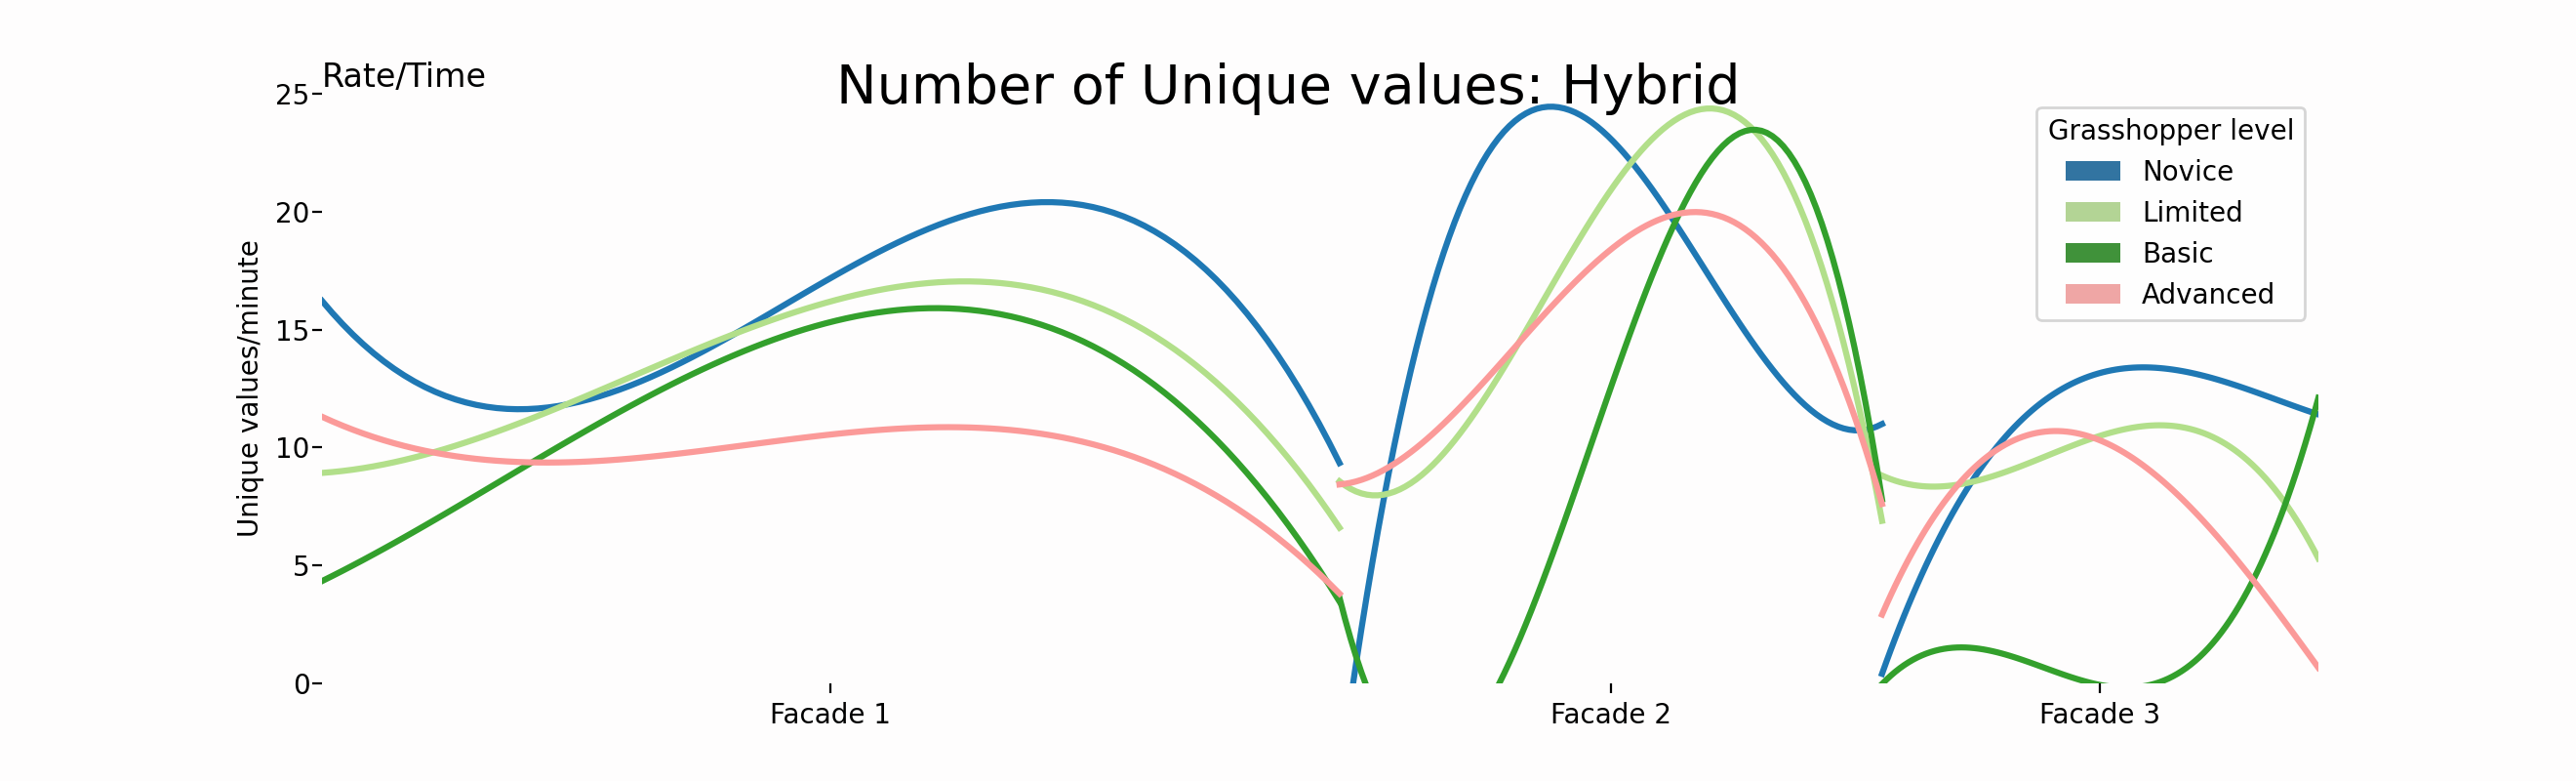 Rate/Time
Number of Unique values: Hybrid
25
20
15
10
5
0
Unique values/minute
Grasshopper level
Novice
Limited
Basic
Advanced
Facade 1
Facade 2
Facade 3